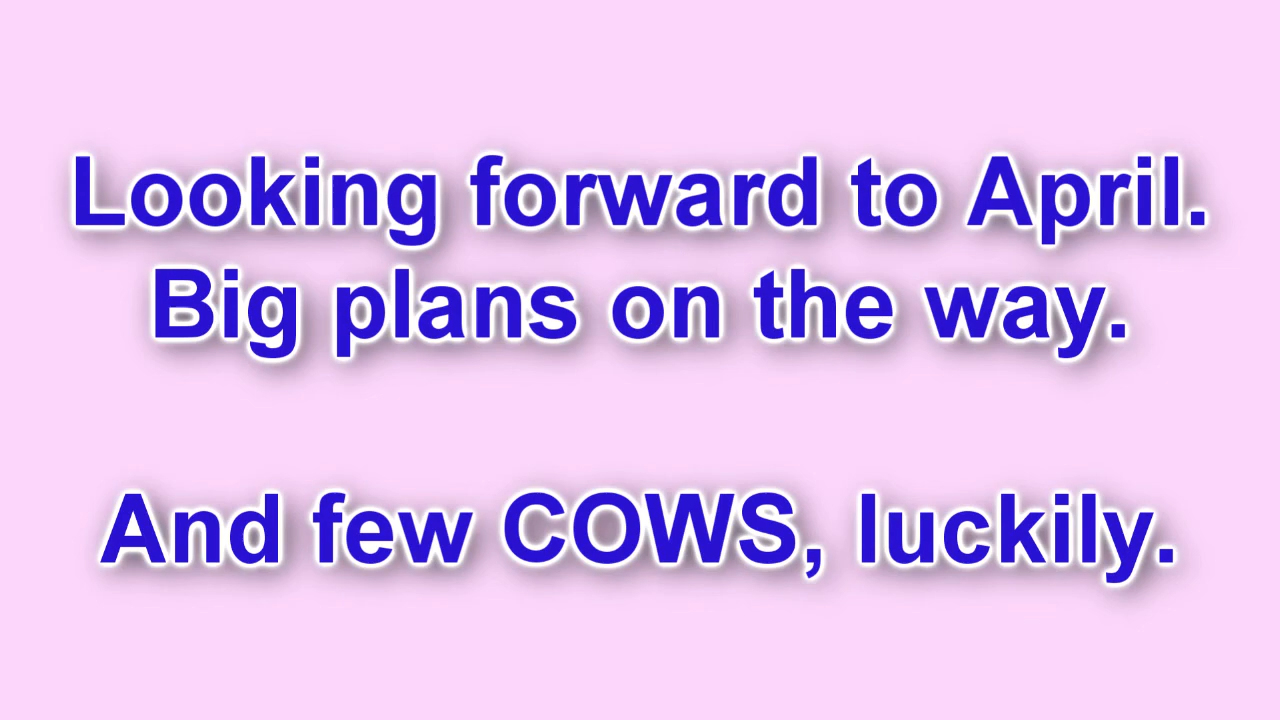 Looking forward to April.
Big plans on the way.
And few COWS, luckily.